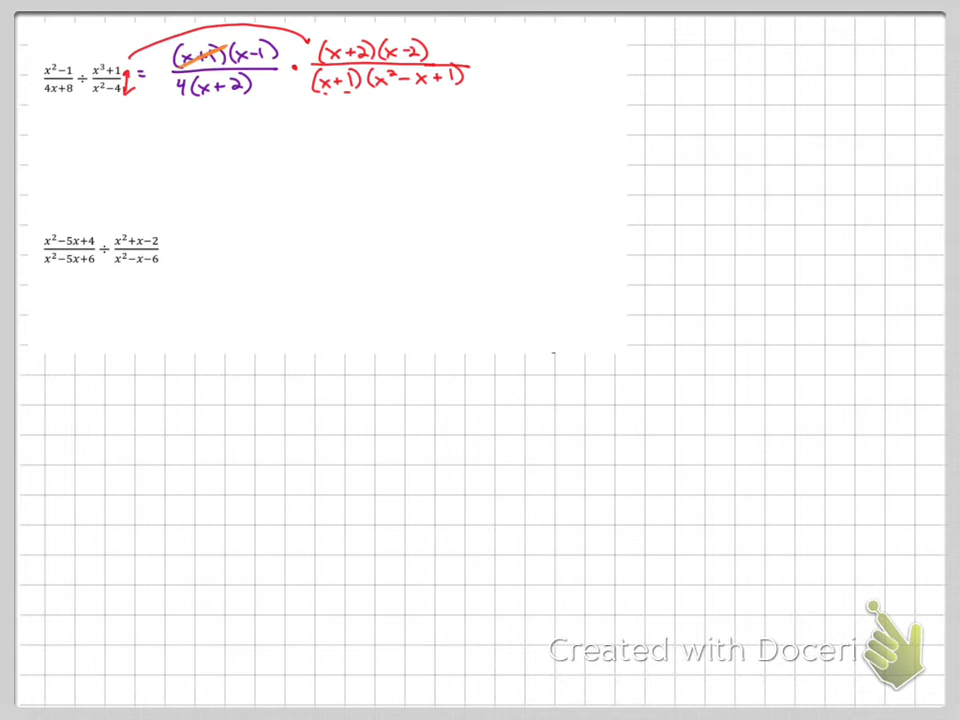 x²−1/4x+8 ÷ x³+1/x²−4 = (x+1)(x-1)/4(x+2) · (x+2)(x-2)/(x+1)(x²-x+1)
x²−5x+4/x²−5x+6 ÷ x²+x−2/x²−x−6
Created with Doceri